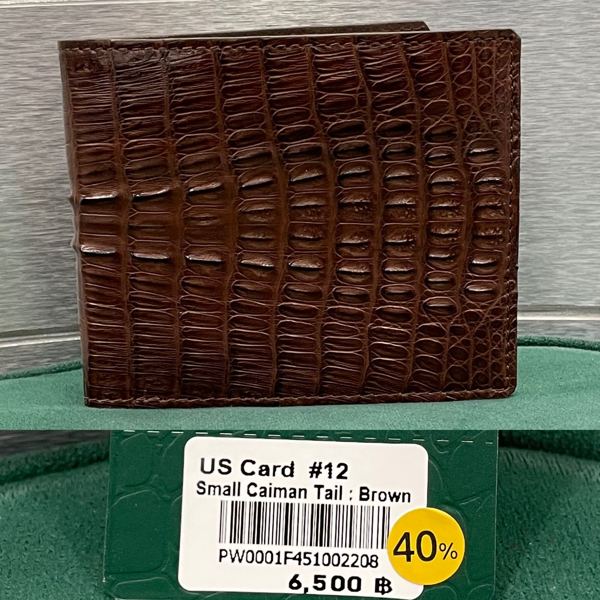 US Card #12
Small Caiman Tail : Brown
PW0001F451002208
40%
6,500 ฿